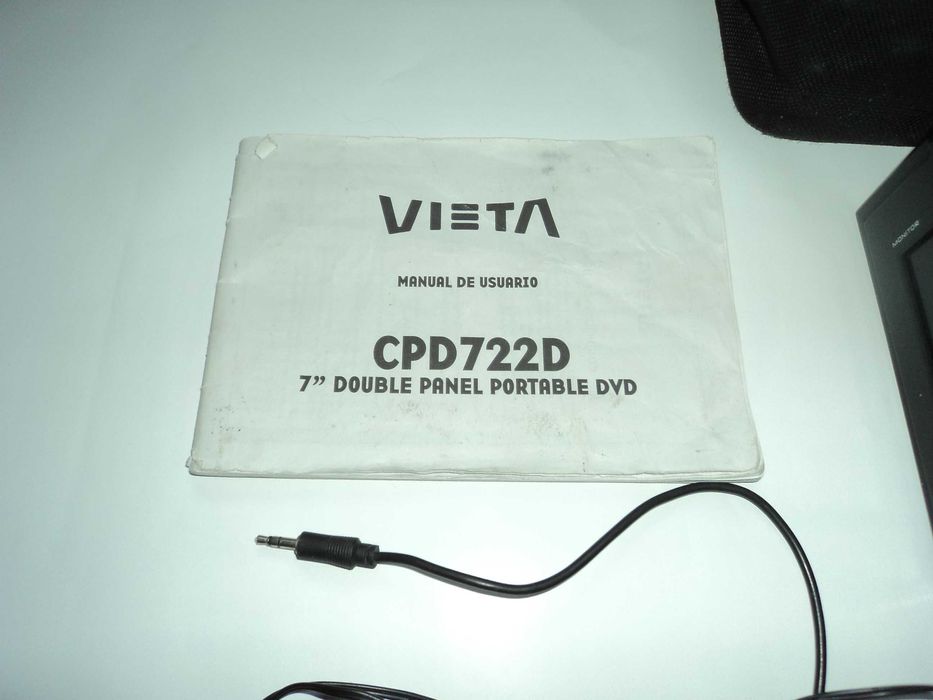 VIETA
MANUAL DE USUARIO
CPD722D
7" DOUBLE PANEL PORTABLE DVD
MONITOR